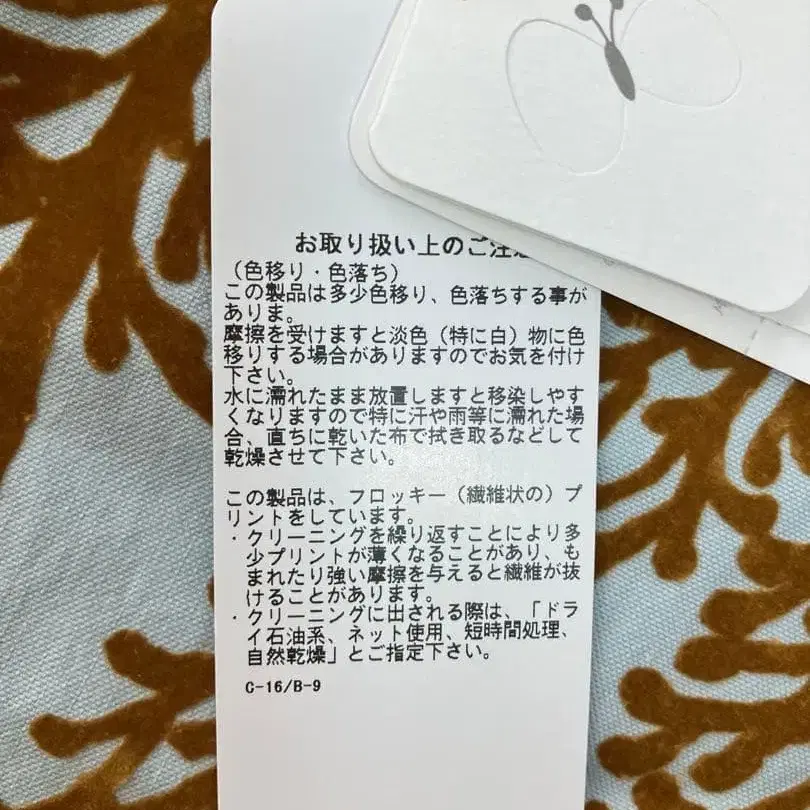 お取り扱い上のご注意
（色移り・色落ち）
この製品は多少色移り、色落ちする事が
ありま。
摩擦を受けますと淡色（特に白）物に色
移りする場合がありますのでお気を付け
下さい。
水に濡れたまま放置しますと移染しやす
くなりますので特に汗や雨等に濡れた場
合、直ちに乾いた布で拭き取るなどして
乾燥させて下さい。
この製品は、フロッキー（繊維状の）プ
リントをしています。
・クリーニングを繰り返すことにより多
少プリントが薄くなることがあり、も
まれたり強い摩擦を与えると繊維が抜
けることがあります。
・クリーニングに出される際は、「ドラ
イ石油系、ネット使用、短時間処理、
自然乾燥」とご指定下さい。
C-16/B-9